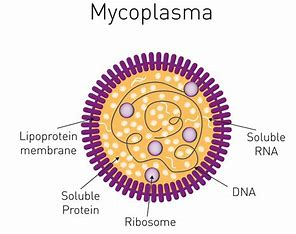 Mycoplasma
Lipoprotein
membrane
Soluble
Protein
Ribosome
DNA
Soluble
RNA